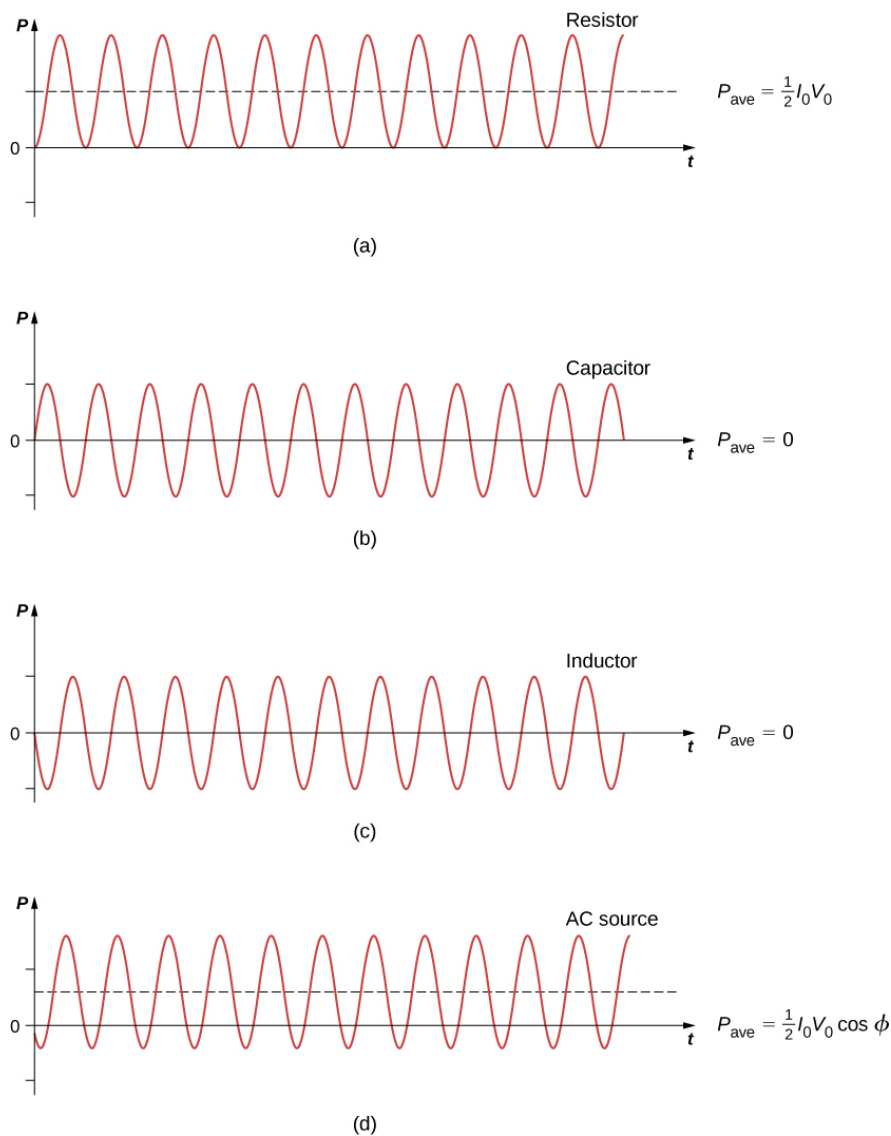 P
Resistor
P_ave = 1/2 I_0V_0
0
t
(a)
P
Capacitor
0
t
P_ave = 0
(b)
P
Inductor
0
t
P_ave = 0
(c)
P
AC source
0
t
P_ave = 1/2 I_0V_0 cos ϕ
(d)